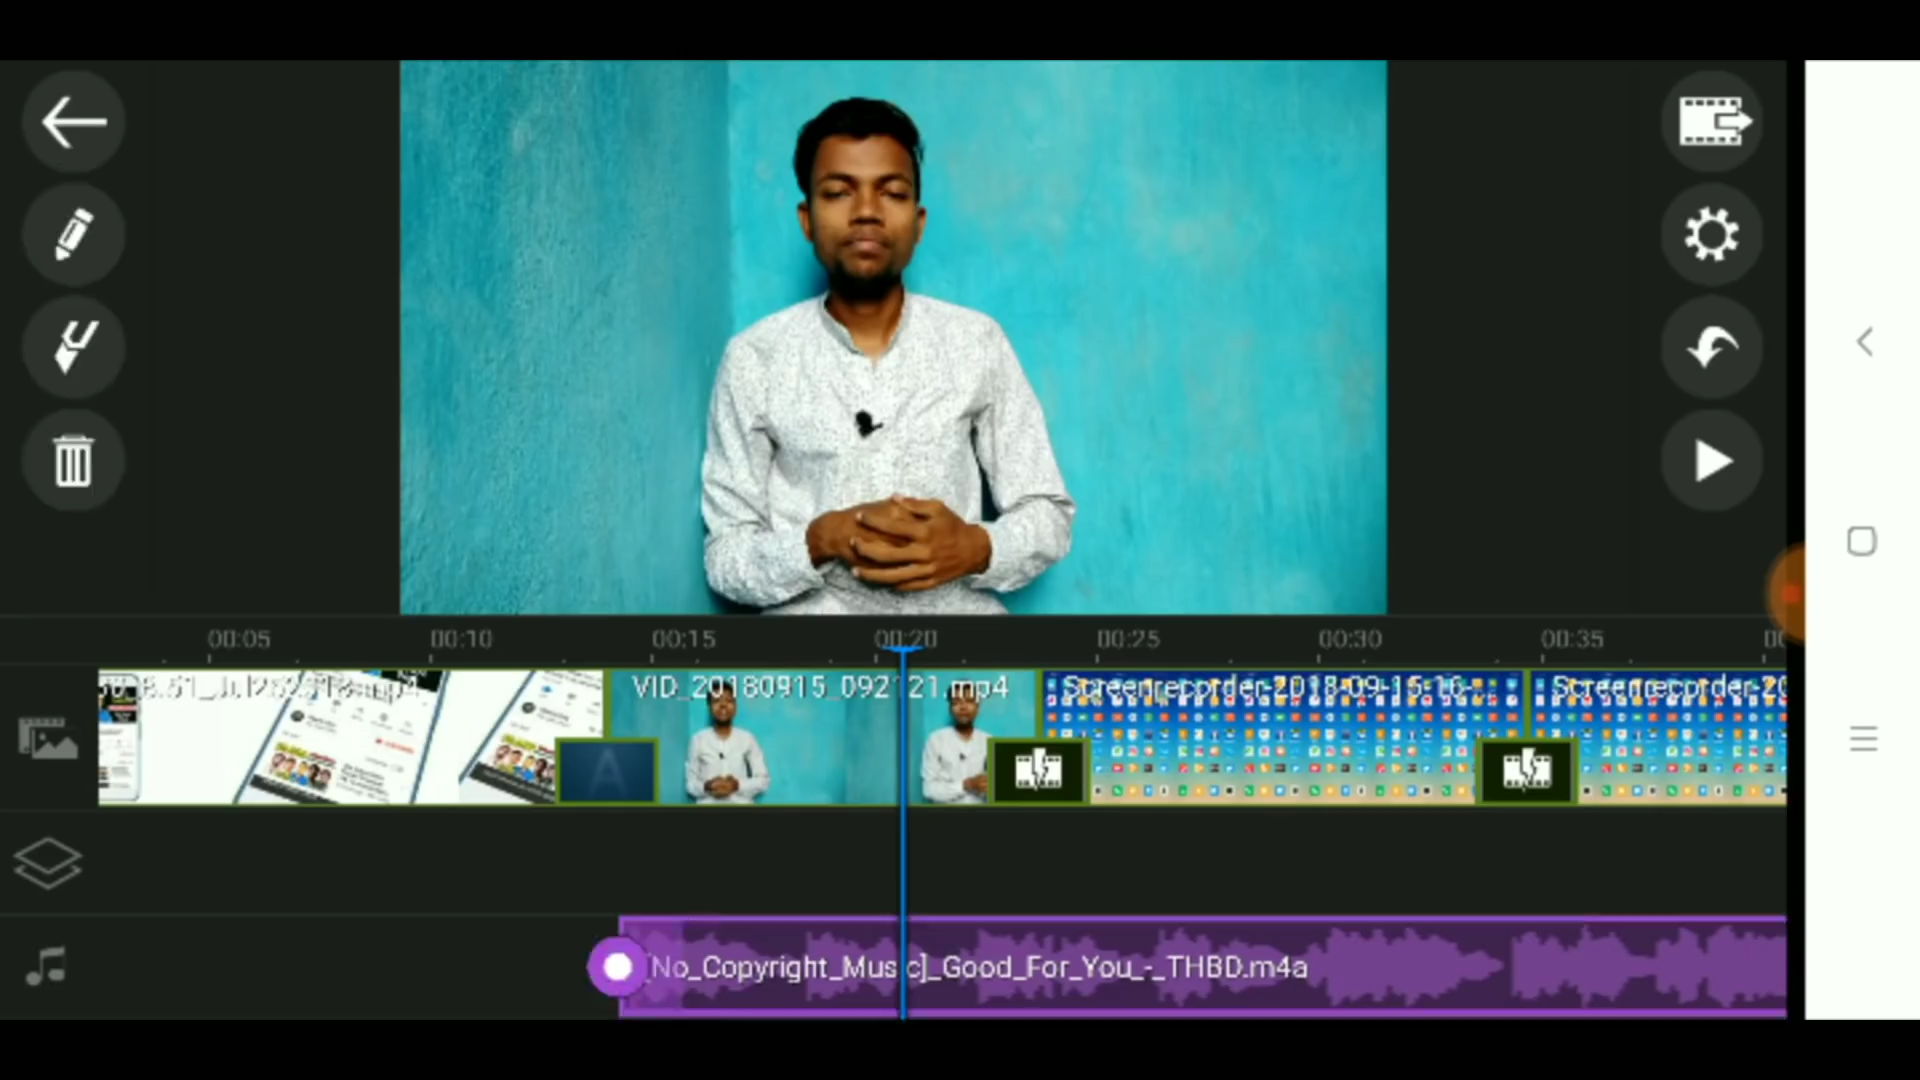 00:05 00:10 00:15 00:20 00:25 00:30 00:35
VID_20180915_092121.mp4
Screenrecorder-2018-09-15-16-...
Screenrecorder-20
[No_Copyright_Music]_Good_For_You_-_THBD.m4a